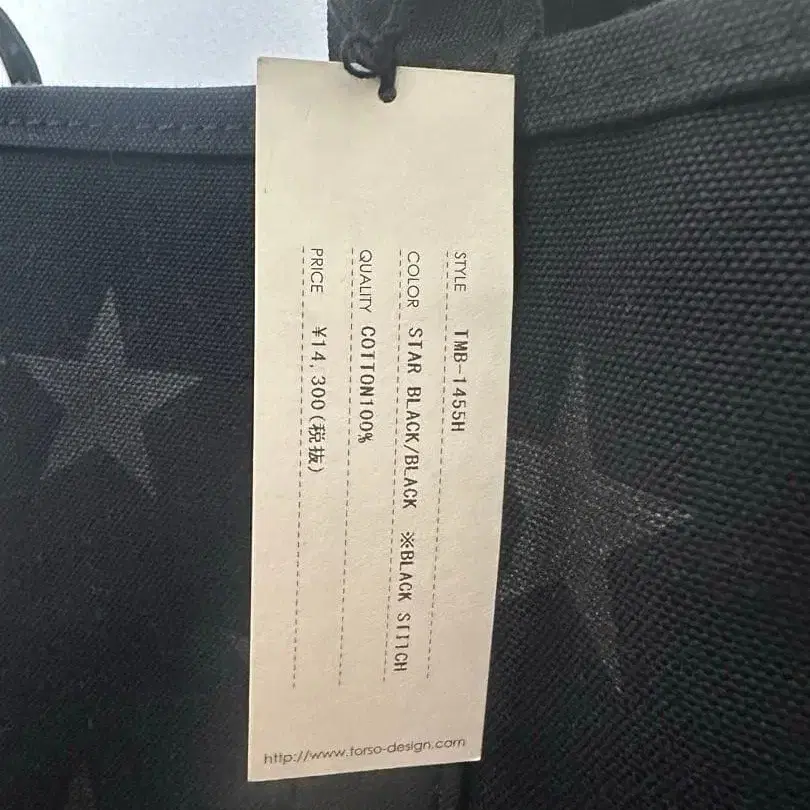 STYLE TMB-1455H
COLOR STAR BLACK/BLACK ※BLACK STITCH
QUALITY COTTON100%
PRICE ¥14,300(税抜)
http://www.torso-design.com